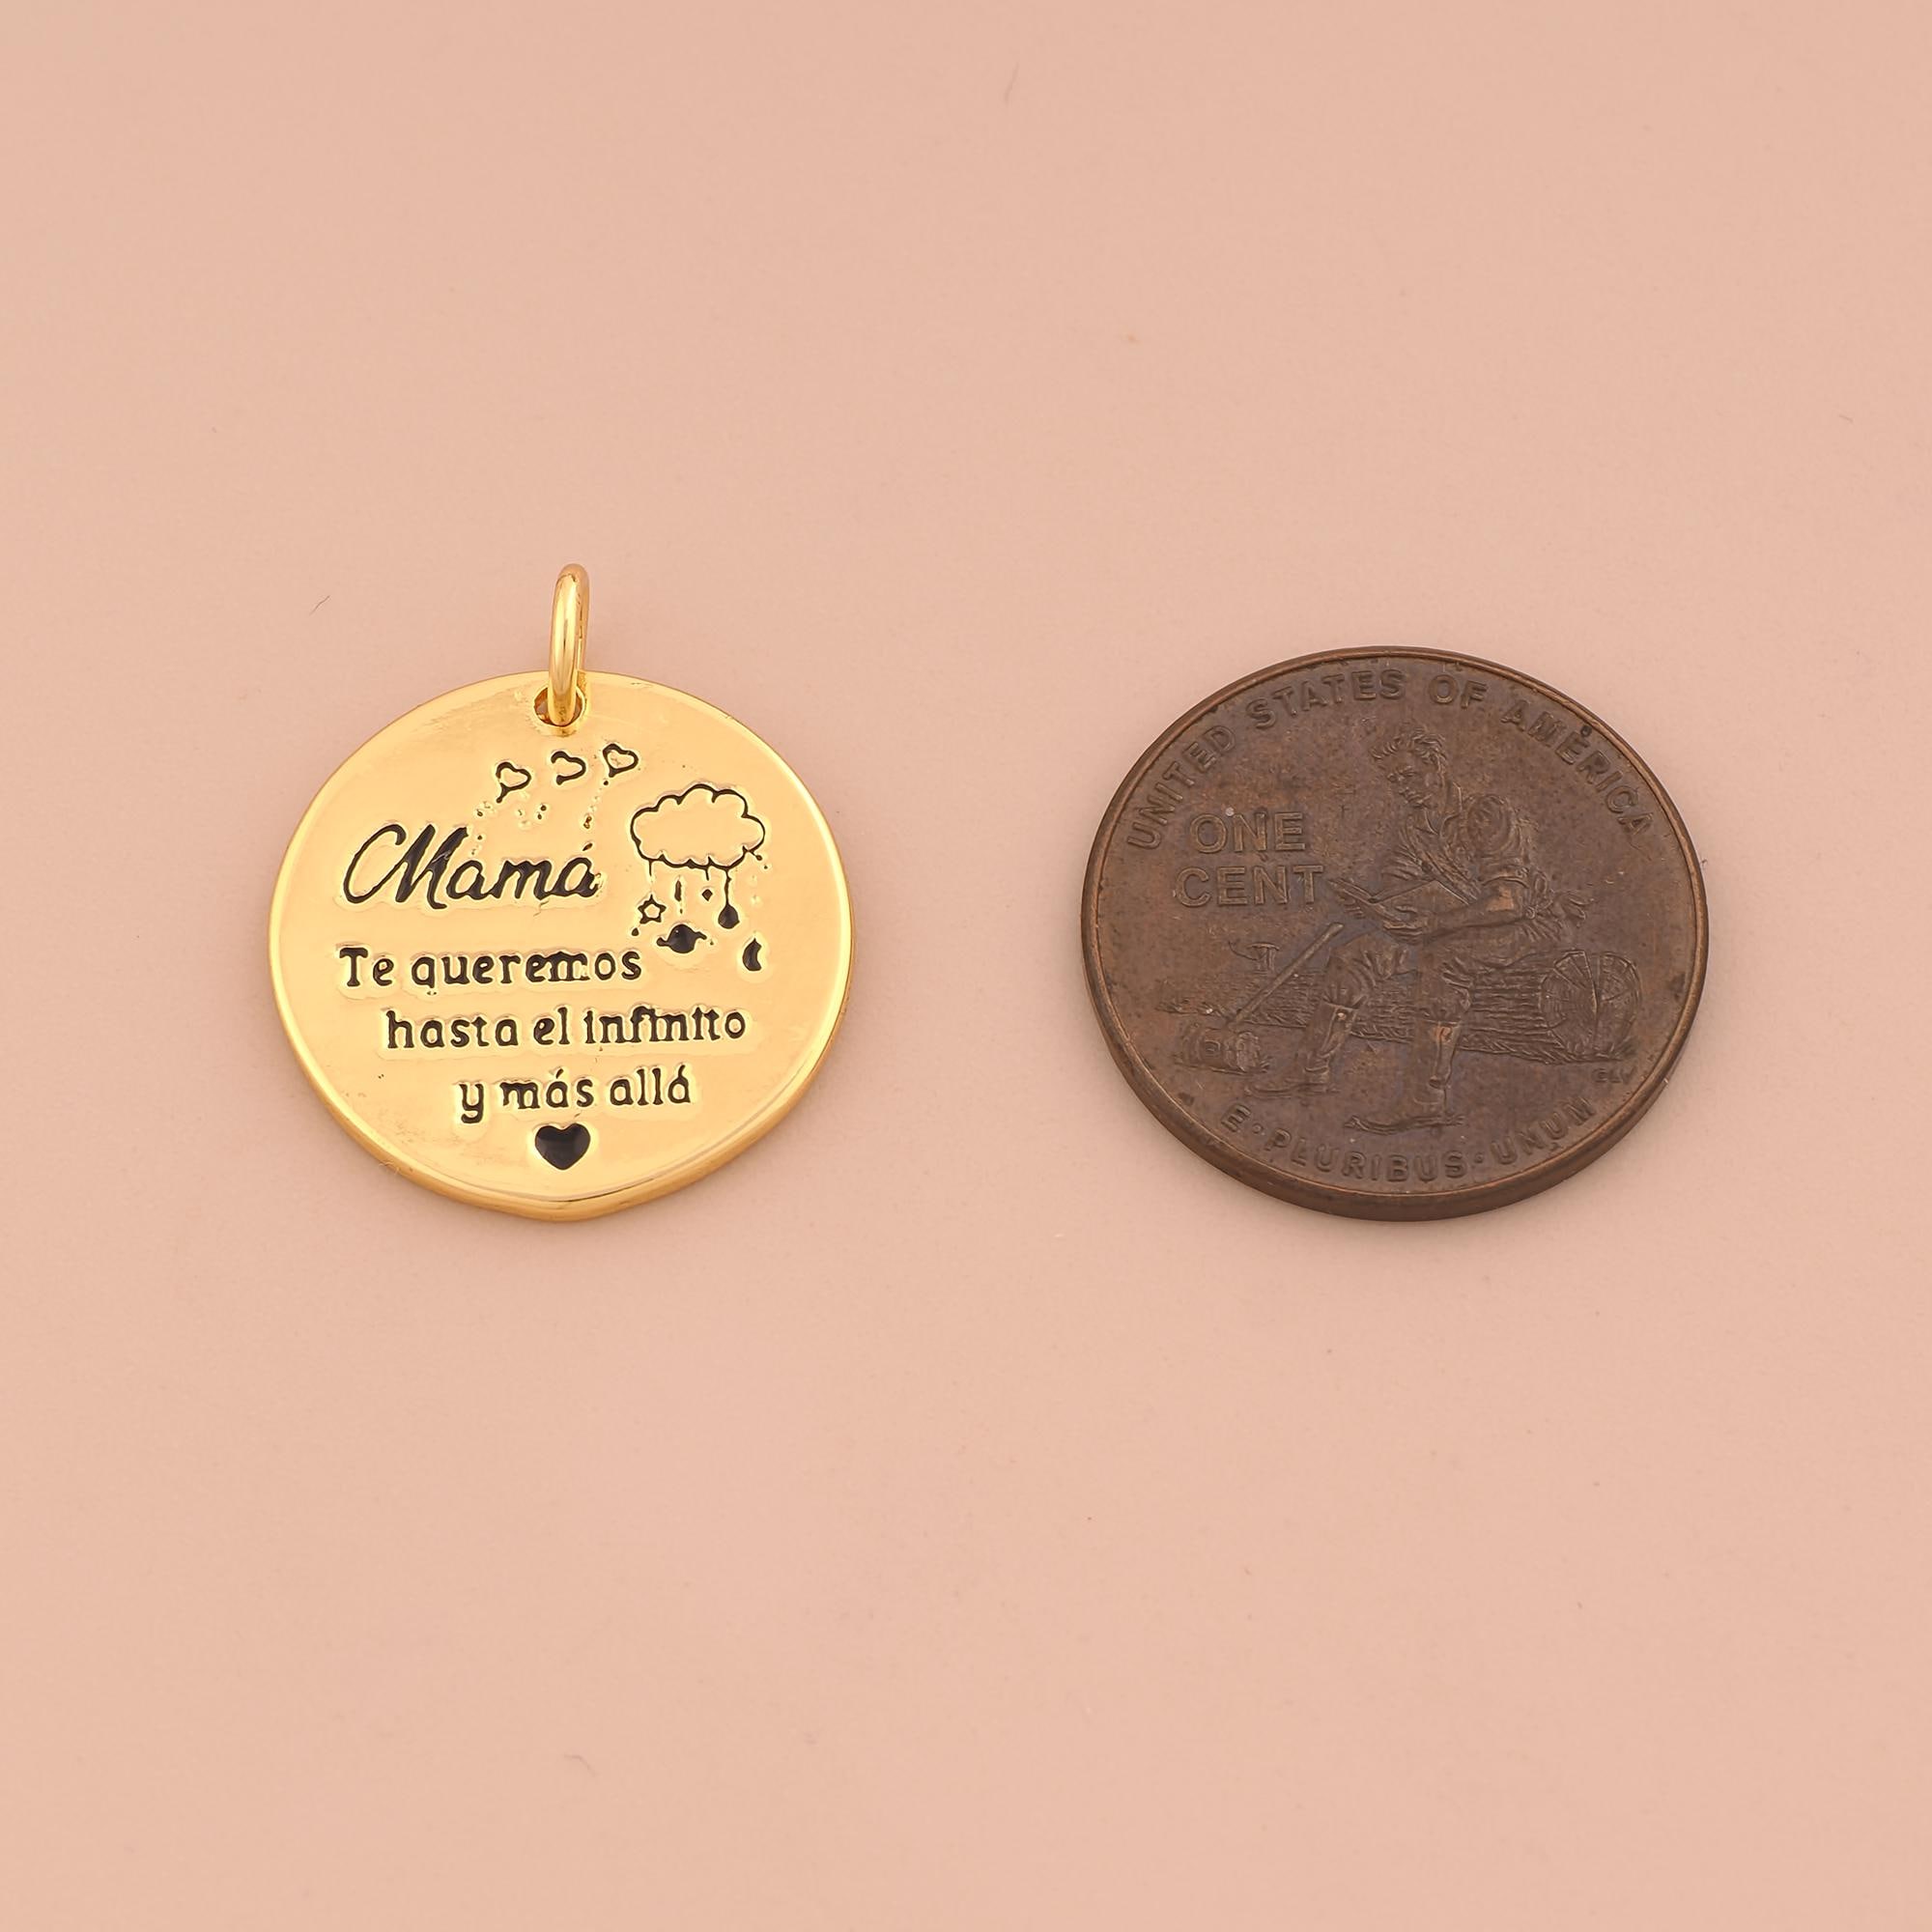 Mamá
Te queremos
hasta el infinito
y más allá
UNITED STATES OF AMERICA
ONE
CENT
E·PLURIBUS·UNUM